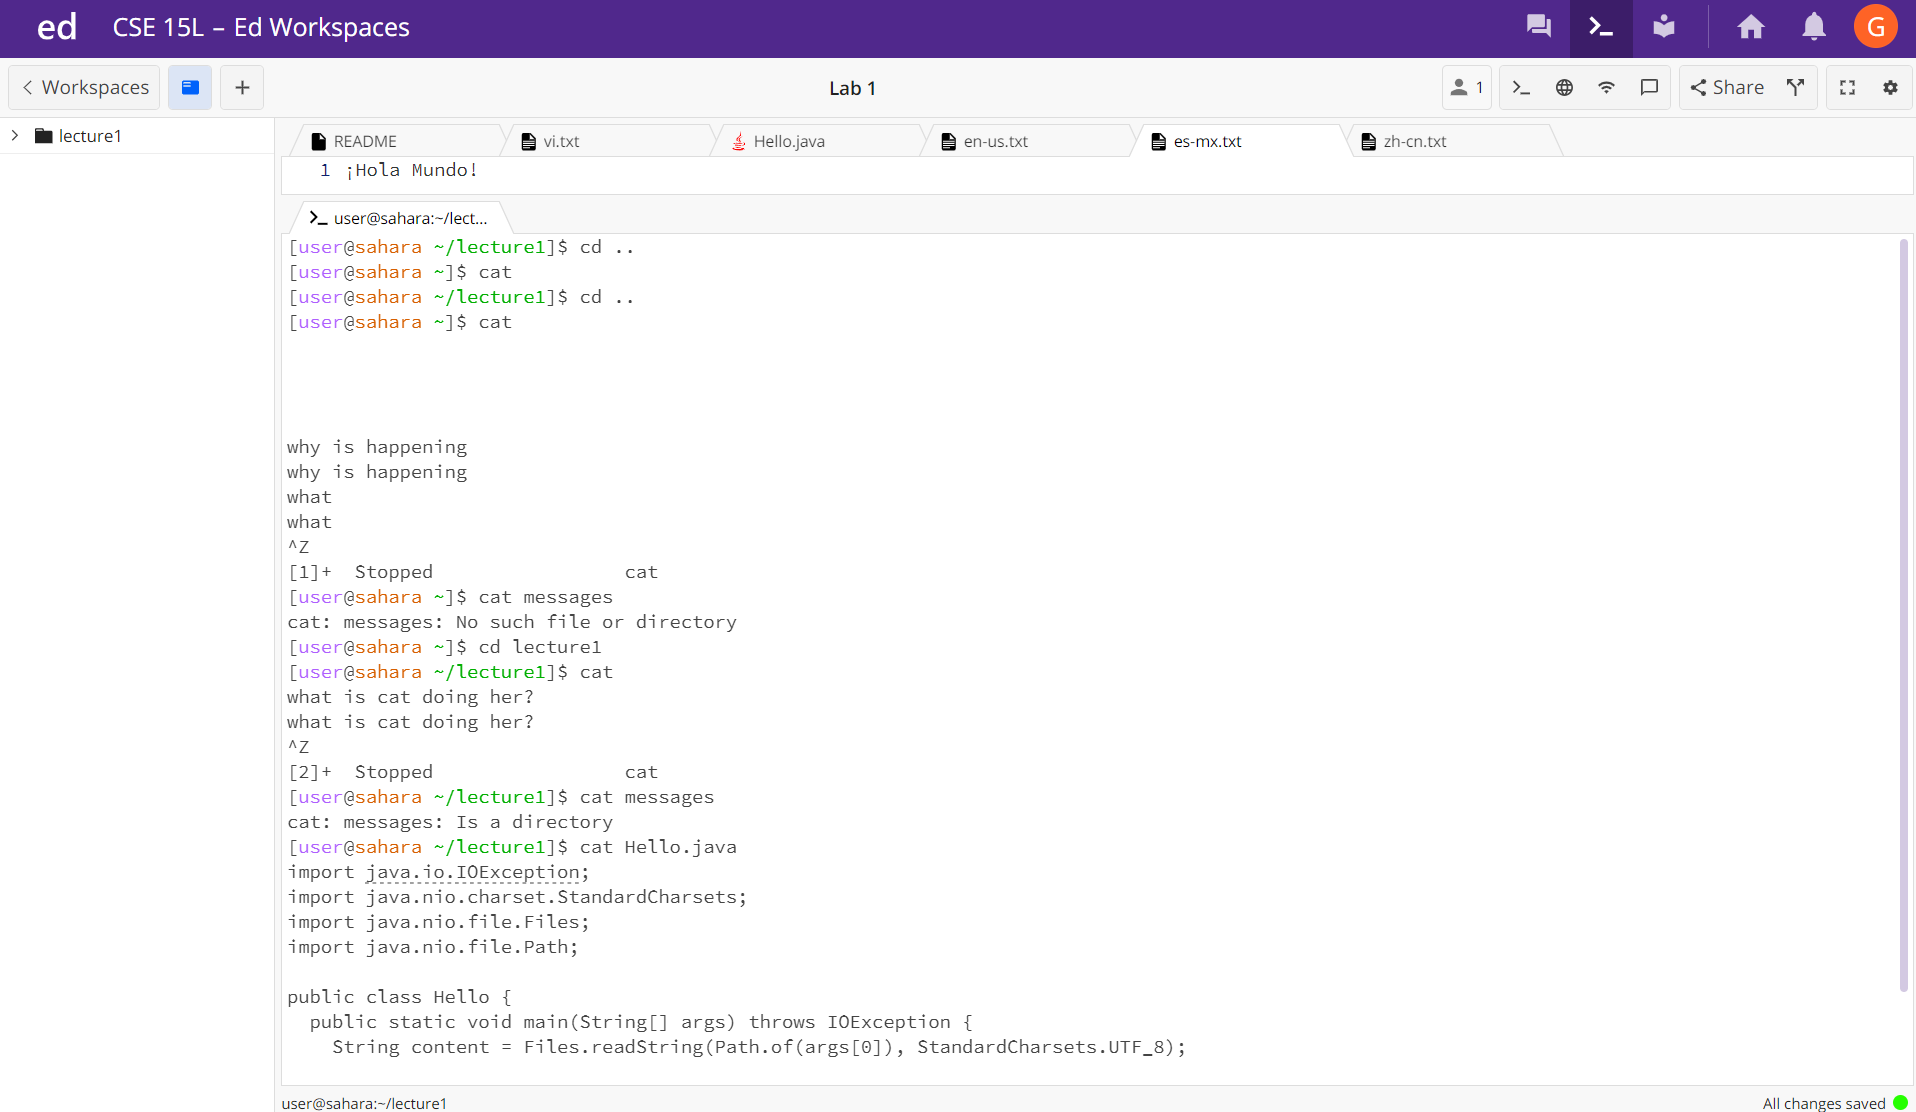 ed CSE 15L – Ed Workspaces G
Workspaces + Lab 1 1 Share
lecture1
README vi.txt Hello.java en-us.txt es-mx.txt zh-cn.txt
1 ¡Hola Mundo!
user@sahara:~/lect...
[user@sahara ~/lecture1]$ cd ..
[user@sahara ~]$ cat
[user@sahara ~/lecture1]$ cd ..
[user@sahara ~]$ cat
why is happening
why is happening
what
what
^Z
[1]+  Stopped                 cat
[user@sahara ~]$ cat messages
cat: messages: No such file or directory
[user@sahara ~]$ cd lecture1
[user@sahara ~/lecture1]$ cat
what is cat doing her?
what is cat doing her?
^Z
[2]+  Stopped                 cat
[user@sahara ~/lecture1]$ cat messages
cat: messages: Is a directory
[user@sahara ~/lecture1]$ cat Hello.java
import java.io.IOException;
import java.nio.charset.StandardCharsets;
import java.nio.file.Files;
import java.nio.file.Path;
public class Hello {
  public static void main(String[] args) throws IOException {
    String content = Files.readString(Path.of(args[0]), StandardCharsets.UTF_8);
user@sahara:~/lecture1 All changes saved